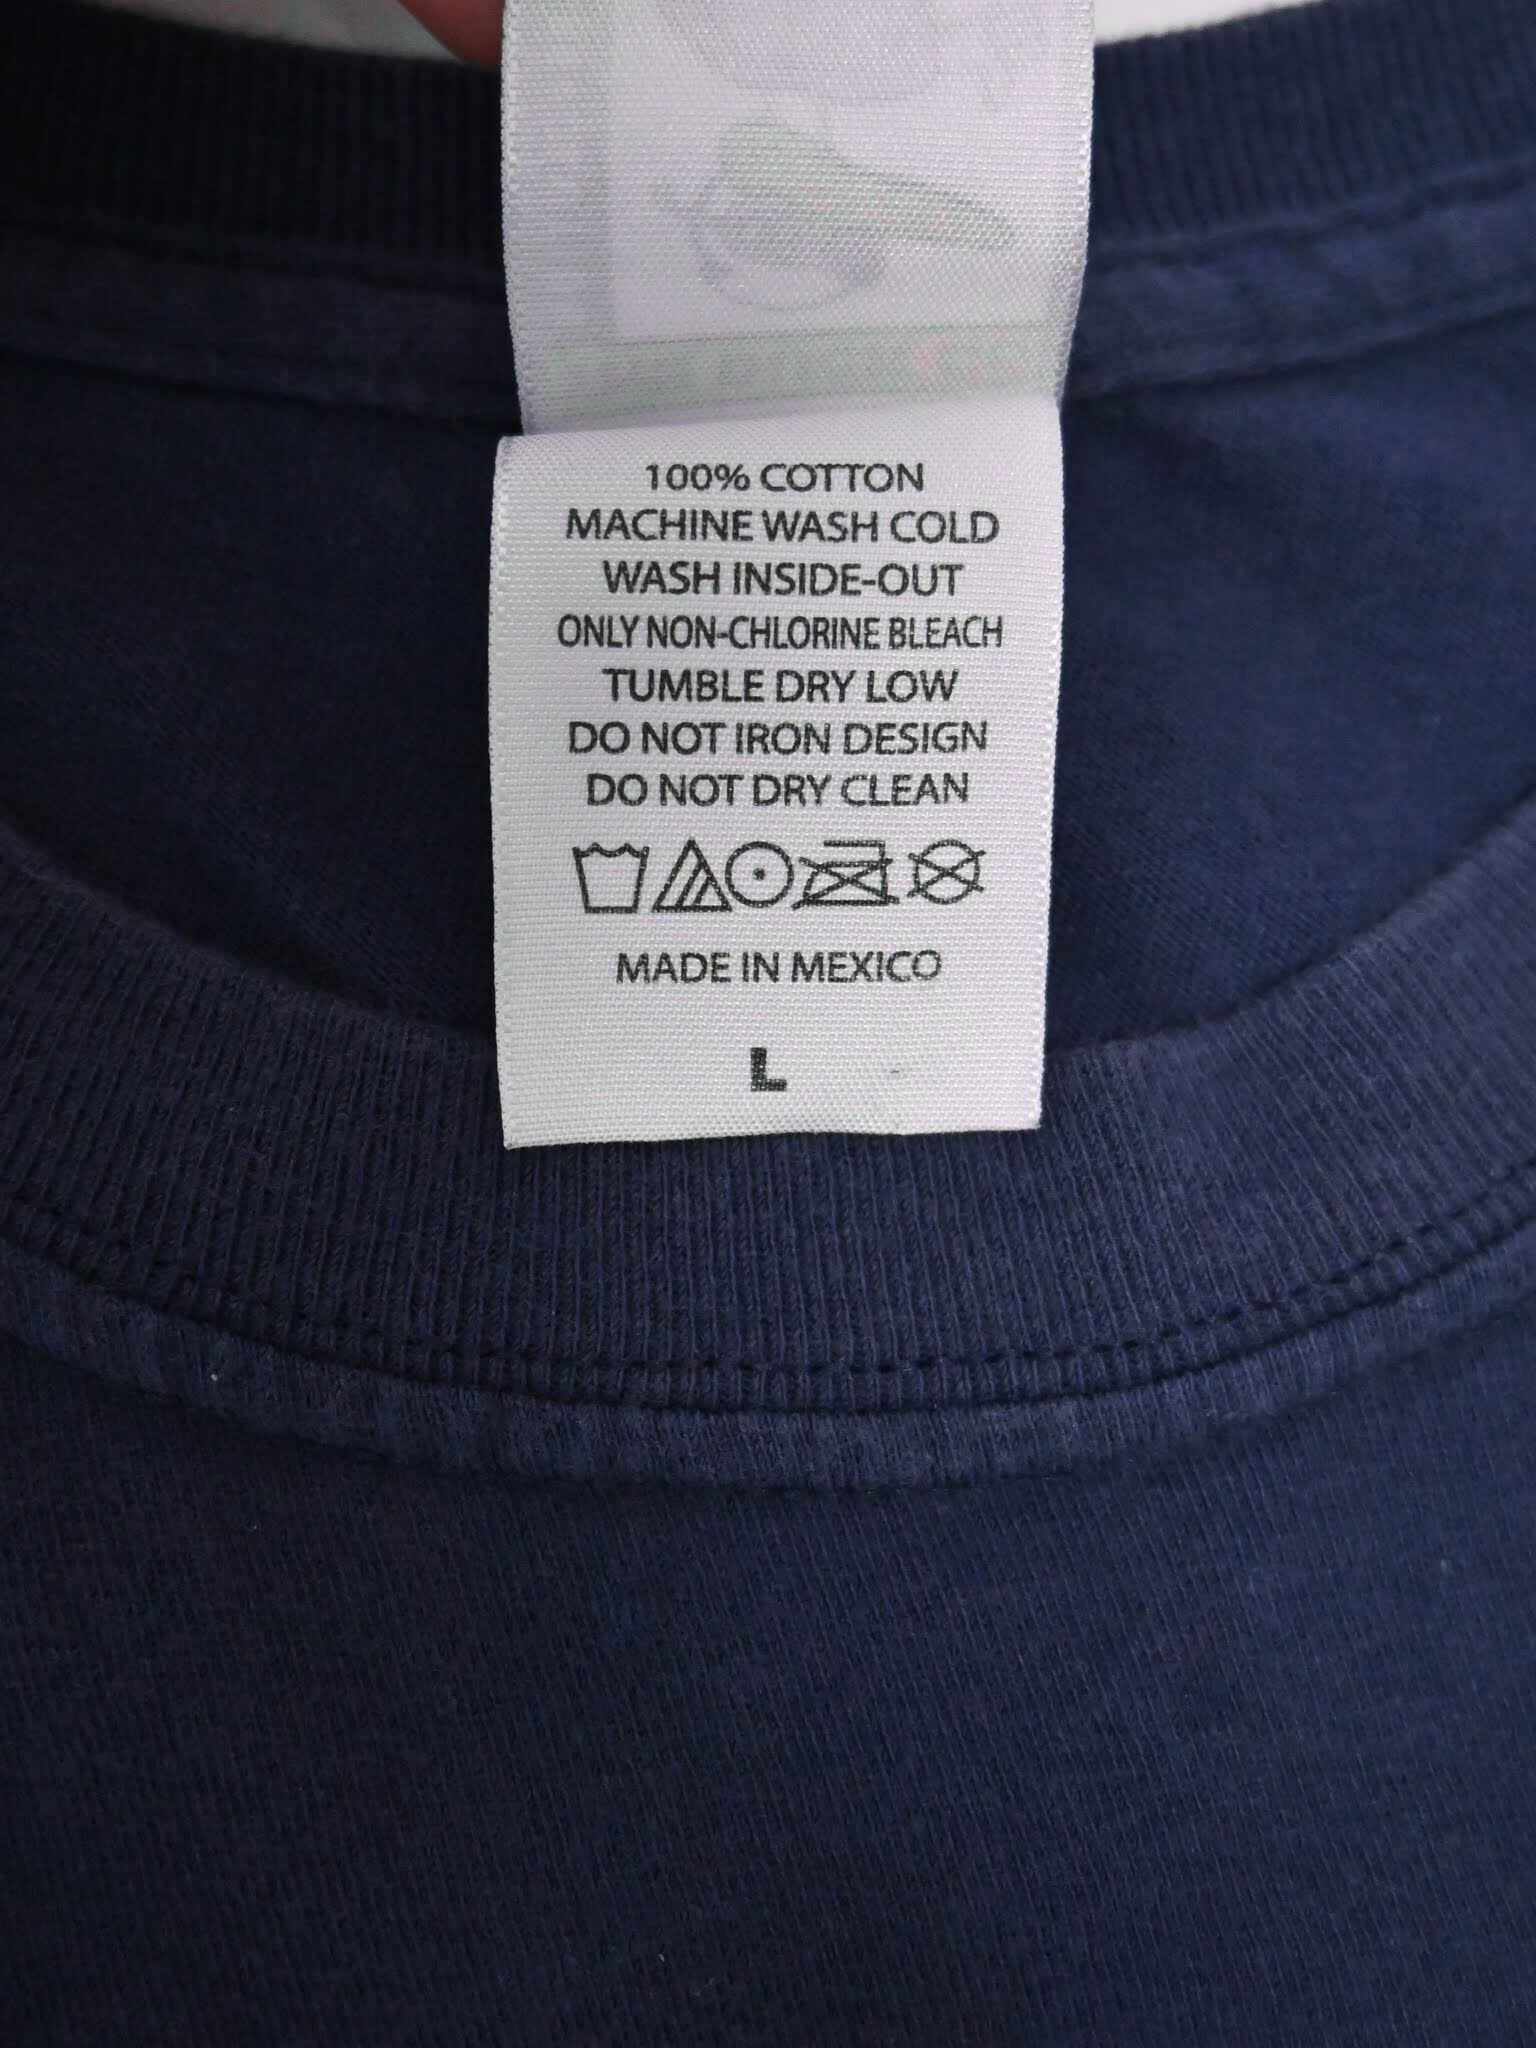 100% COTTON
MACHINE WASH COLD
WASH INSIDE-OUT
ONLY NON-CHLORINE BLEACH
TUMBLE DRY LOW
DO NOT IRON DESIGN
DO NOT DRY CLEAN
MADE IN MEXICO
L